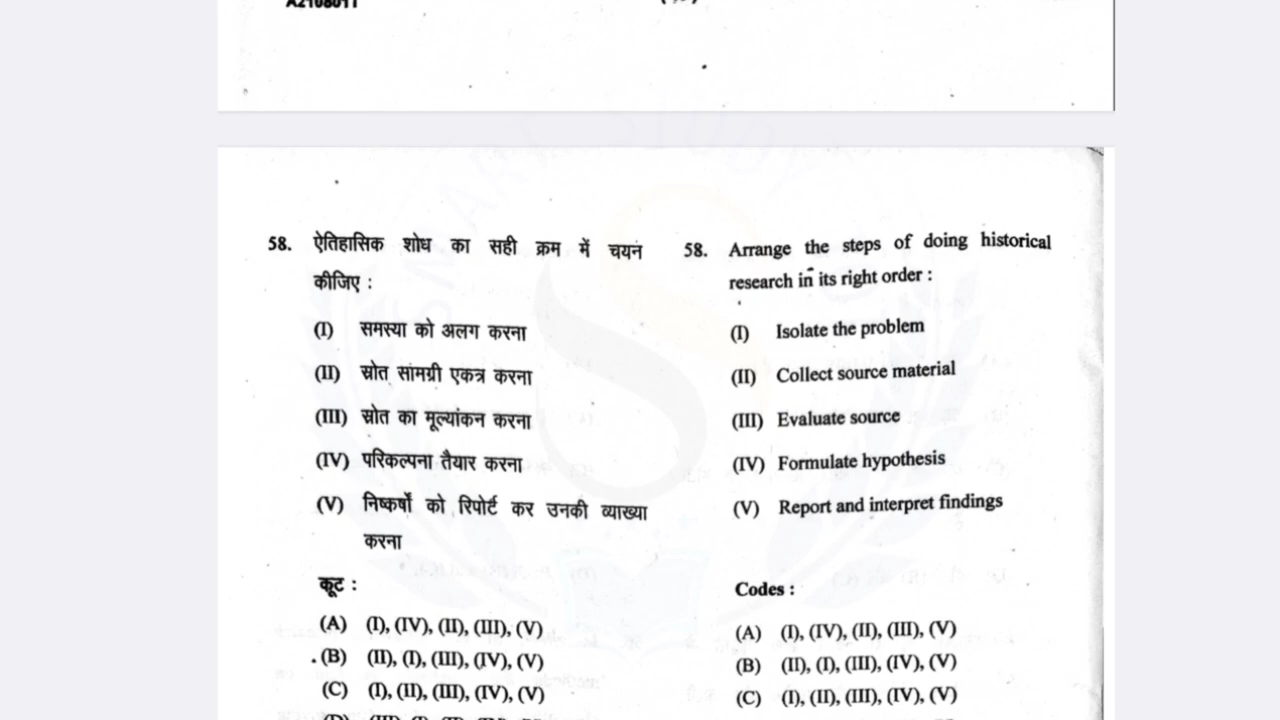 A2108011
58. ऐतिहासिक शोध का सही क्रम में चयन
कीजिए :
(I) समस्या को अलग करना
(II) स्रोत सांमग्री एकत्र करना
(III) स्रोत का मूल्यांकन करना
(IV) परिकल्पना तैयार करना
(V) निष्कर्षों को रिपोर्ट कर उनकी व्याख्या
करना
कूट :
(A) (I), (IV), (II), (III), (V)
(B) (II), (I), (III), (IV), (V)
(C) (I), (II), (III), (IV), (V)
58. Arrange the steps of doing historical
research in its right order :
(I) Isolate the problem
(II) Collect source material
(III) Evaluate source
(IV) Formulate hypothesis
(V) Report and interpret findings
Codes :
(A) (I), (IV), (II), (III), (V)
(B) (II), (I), (III), (IV), (V)
(C) (I), (II), (III), (IV), (V)
SMART STUDY